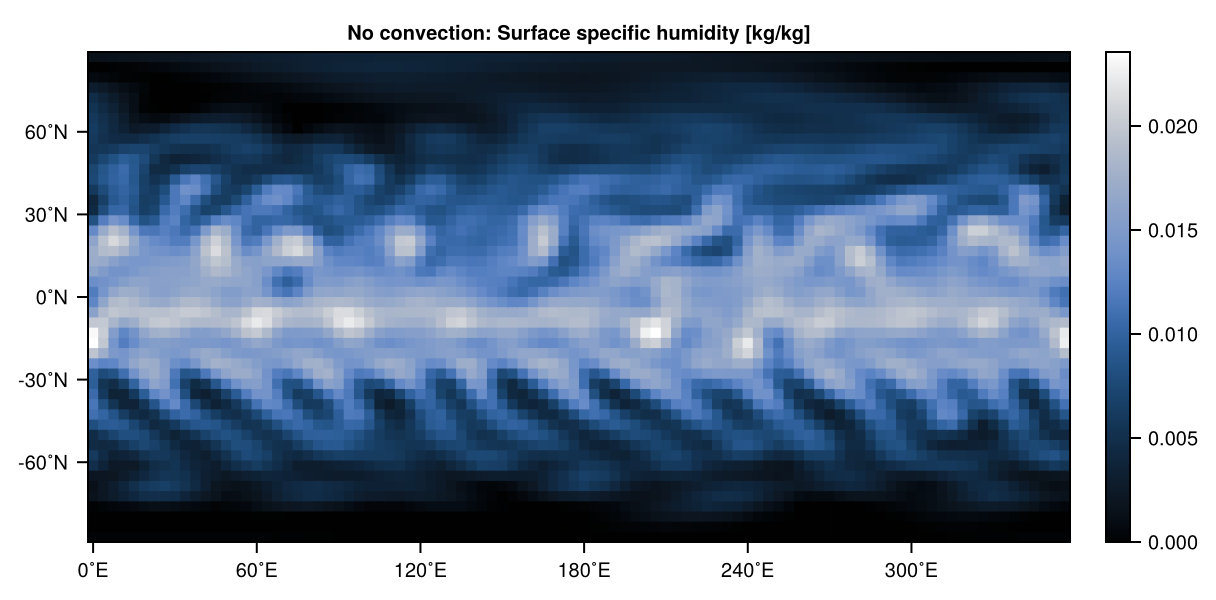 No convection: Surface specific humidity [kg/kg]
60˚N
30˚N
0˚N
-30˚N
-60˚N
0˚E
60˚E
120˚E
180˚E
240˚E
300˚E
0.020
0.015
0.010
0.005
0.000